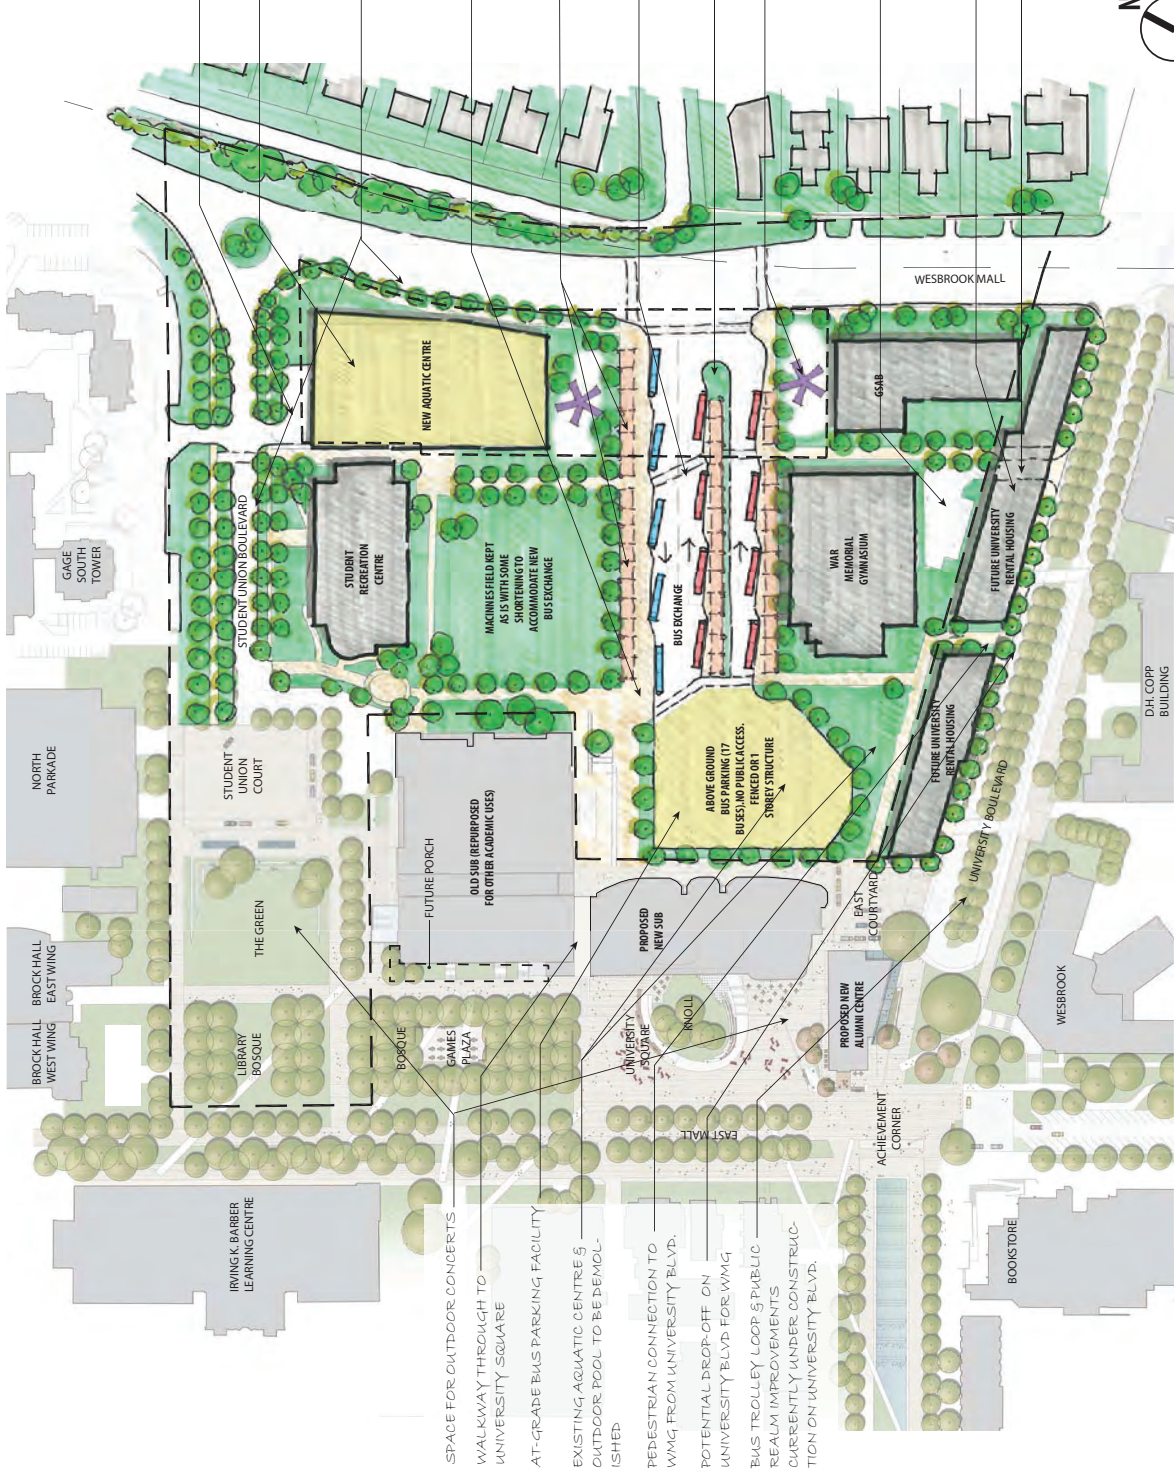 N
WESBROOK MALL
NEW AQUATIC CENTRE
GSAB
GAGE
SOUTH
TOWER
STUDENT UNION BOULEVARD
STUDENT
RECREATION
CENTRE
MACINNES FIELD KEPT
AS IS WITH SOME
SHORTENING TO
ACCOMMODATE NEW
BUS EXCHANGE
BUS EXCHANGE
WAR
MEMORIAL
GYMNASIUM
FUTURE UNIVERSITY
RENTAL HOUSING
NORTH
PARKADE
STUDENT
UNION
COURT
ABOVE GROUND
BUS PARKING (17
BUSES), NO PUBLIC ACCESS.
FENCED OR 1
STOREY STRUCTURE
FUTURE UNIVERSITY
RENTAL HOUSING
UNIVERSITY BOULEVARD
D.H. COPP
BUILDING
BROCK HALL
EAST WING
THE GREEN
OLD SUB (REPURPOSED
FOR OTHER ACADEMIC USES)
FUTURE PORCH
PROPOSED
NEW SUB
EAST
COURTYARD
BROCK HALL
WEST WING
LIBRARY
BOSQUE
BOSQUE
GAMES
PLAZA
UNIVERSITY
SQUARE
KNOLL
PROPOSED NEW
ALUMNI CENTRE
WESBROOK
EAST MALL
ACHIEVEMENT
CORNER
IRVING K. BARBER
LEARNING CENTRE
BOOKSTORE
SPACE FOR OUTDOOR CONCERTS
WALKWAY THROUGH TO
UNIVERSITY SQUARE
AT-GRADE BUS PARKING FACILITY
EXISTING AQUATIC CENTRE &
OUTDOOR POOL TO BE DEMOL-
ISHED
PEDESTRIAN CONNECTION TO
WMG FROM UNIVERSITY BLVD.
POTENTIAL DROP-OFF ON
UNIVERSITY BLVD FOR WMG
BUS TROLLEY LOOP & PUBLIC
REALM IMPROVEMENTS
CURRENTLY UNDER CONSTRUC-
TION ON UNIVERSITY BLVD.